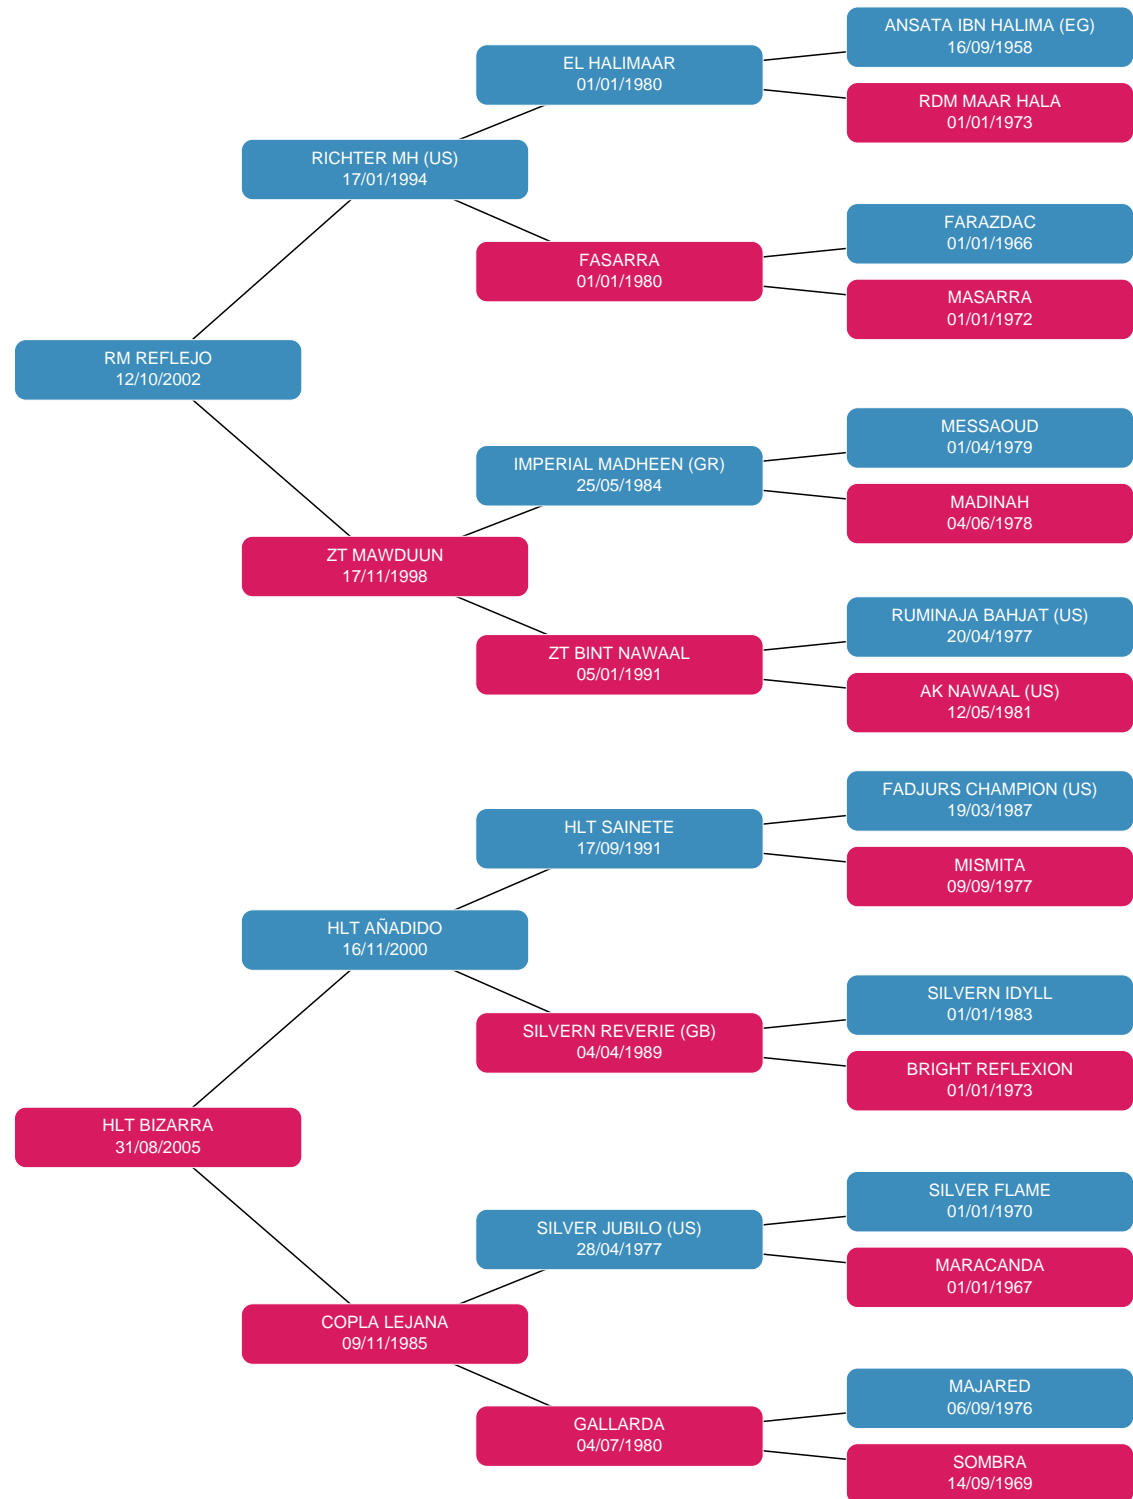 ANSATA IBN HALIMA (EG)
16/09/1958
EL HALIMAAR
01/01/1980
RDM MAAR HALA
01/01/1973
RICHTER MH (US)
17/01/1994
FARAZDAC
01/01/1966
FASARRA
01/01/1980
MASARRA
01/01/1972
RM REFLEJO
12/10/2002
MESSAOUD
01/04/1979
IMPERIAL MADHEEN (GR)
25/05/1984
MADINAH
04/06/1978
ZT MAWDUUN
17/11/1998
RUMINAJA BAHJAT (US)
20/04/1977
ZT BINT NAWAAL
05/01/1991
AK NAWAAL (US)
12/05/1981
FADJURS CHAMPION (US)
19/03/1987
HLT SAINETE
17/09/1991
MISMITA
09/09/1977
HLT AÑADIDO
16/11/2000
SILVERN IDYLL
01/01/1983
SILVERN REVERIE (GB)
04/04/1989
BRIGHT REFLEXION
01/01/1973
HLT BIZARRA
31/08/2005
SILVER FLAME
01/01/1970
SILVER JUBILO (US)
28/04/1977
MARACANDA
01/01/1967
COPLA LEJANA
09/11/1985
MAJARED
06/09/1976
GALLARDA
04/07/1980
SOMBRA
14/09/1969